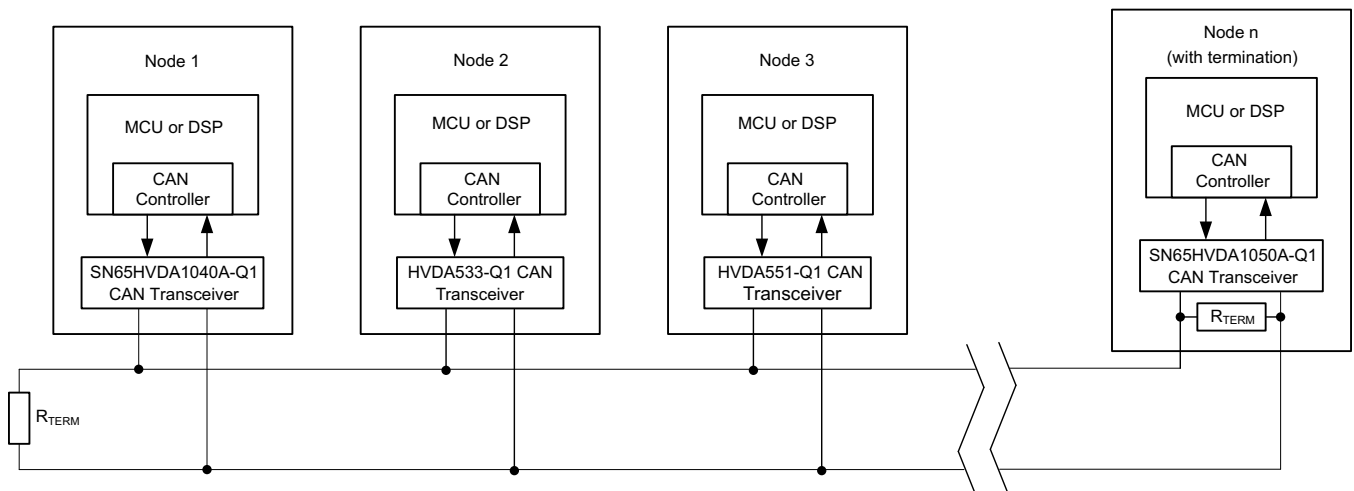 Node 1
MCU or DSP
CAN
Controller
SN65HVDA1040A-Q1
CAN Transceiver
Node 2
MCU or DSP
CAN
Controller
HVDA533-Q1 CAN
Transceiver
Node 3
MCU or DSP
CAN
Controller
HVDA551-Q1 CAN
Transceiver
Node n
(with termination)
MCU or DSP
CAN
Controller
SN65HVDA1050A-Q1
CAN Transceiver
RTERM
RTERM